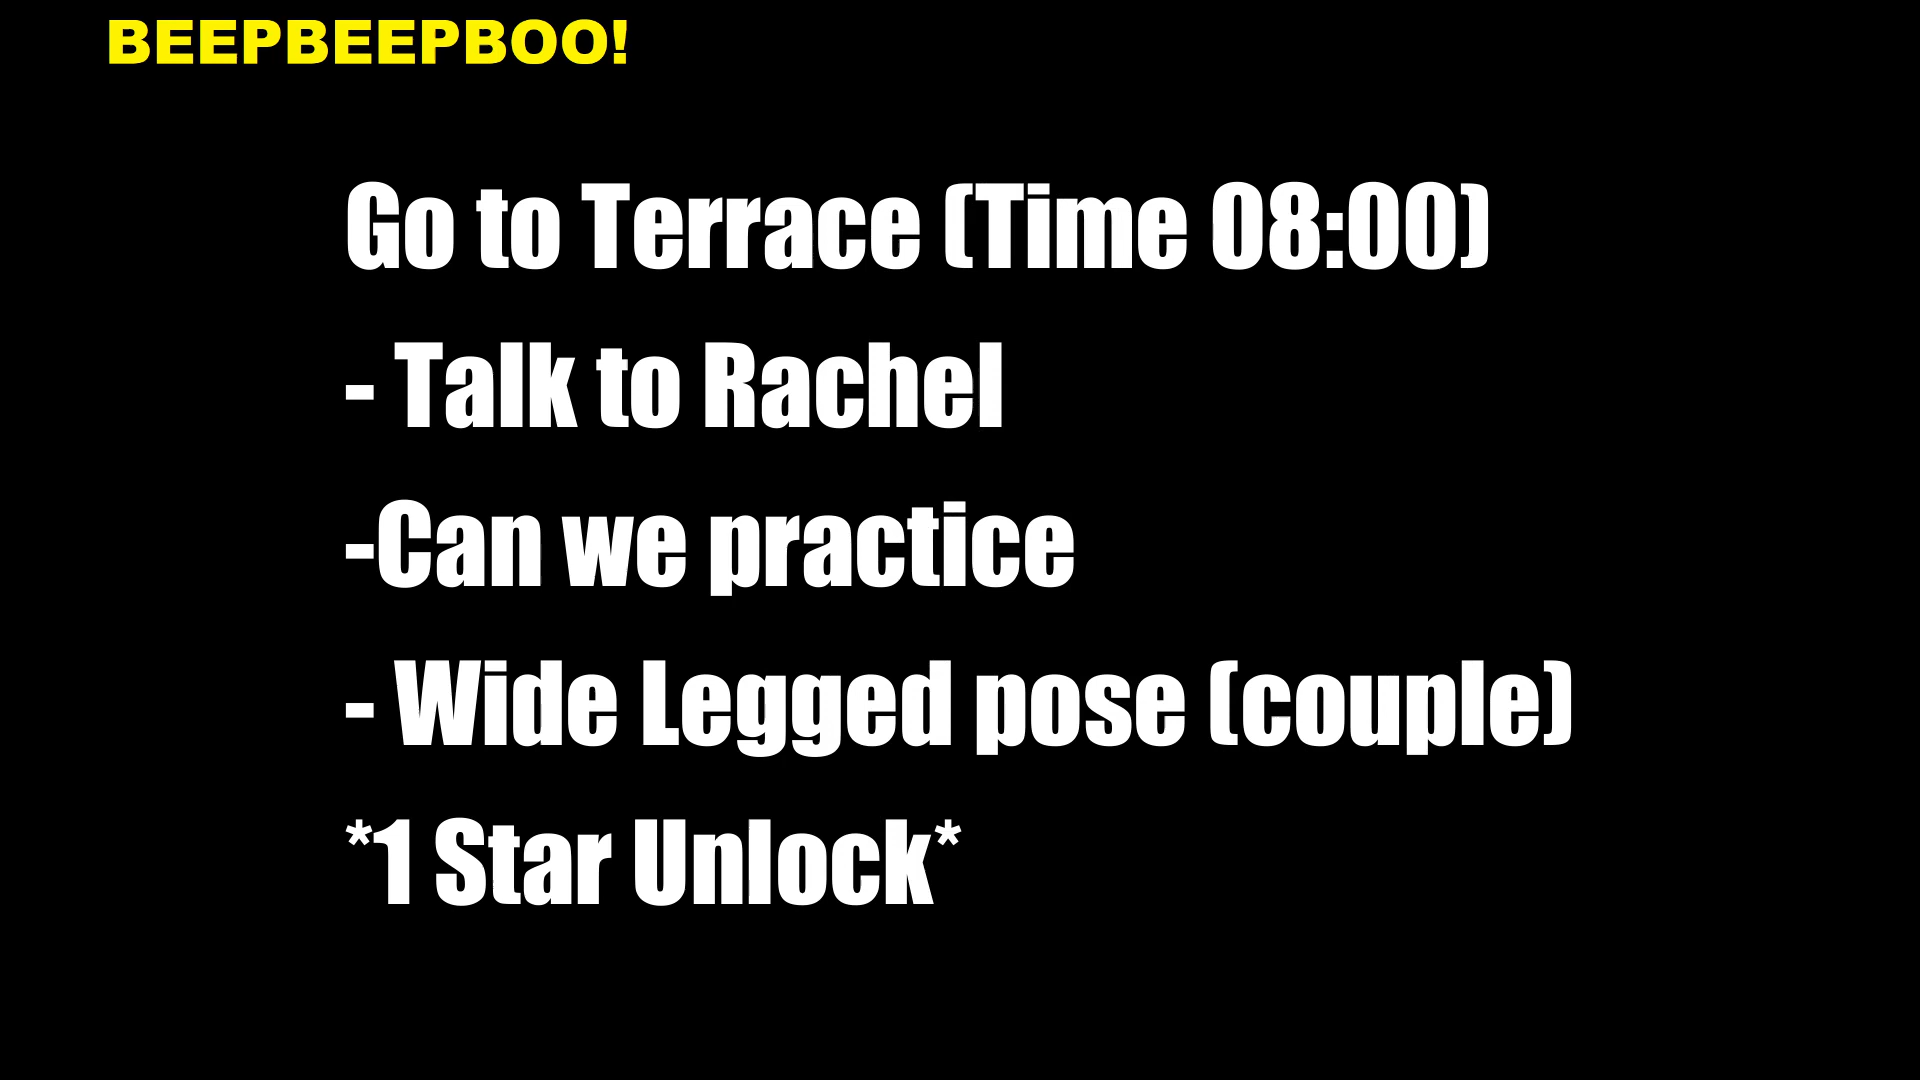 BEEPBEEPBOO!
Go to Terrace (Time 08:00)
- Talk to Rachel
-Can we practice
- Wide Legged pose (couple)
*1 Star Unlock*